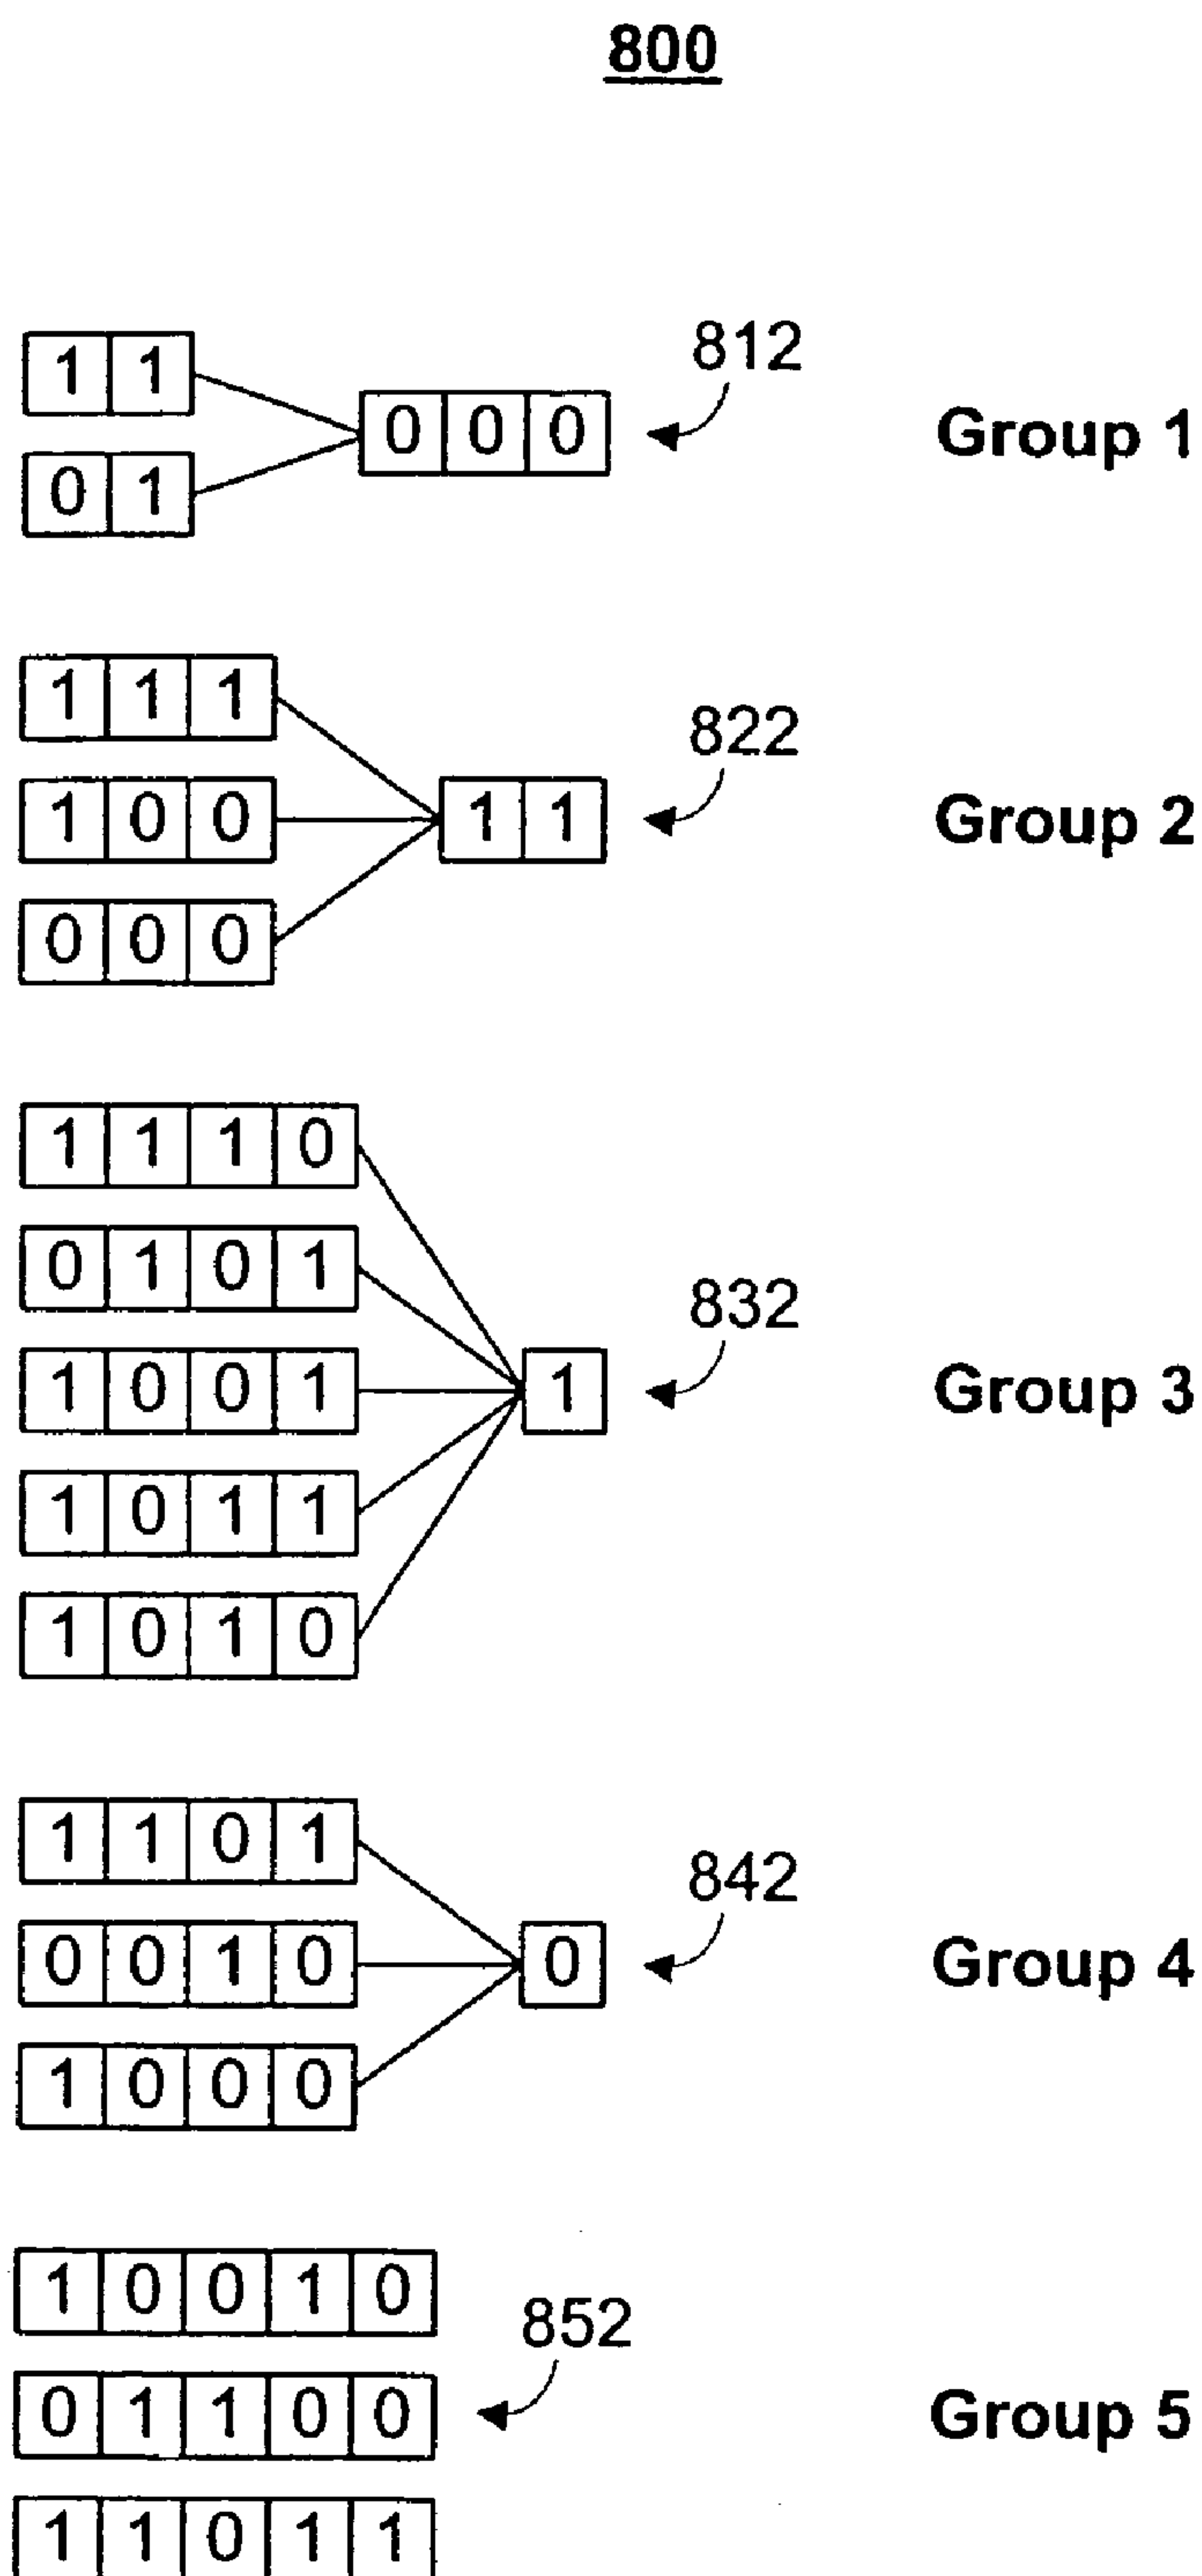 800
812
1 1
0 0 0
Group 1
0 1
1 1 1
822
1 0 0
1 1
Group 2
0 0 0
1 1 1 0
0 1 0 1
832
1 0 0 1
1
Group 3
1 0 1 1
1 0 1 0
1 1 0 1
842
0 0 1 0
0
Group 4
1 0 0 0
1 0 0 1 0
852
0 1 1 0 0
Group 5
1 1 0 1 1